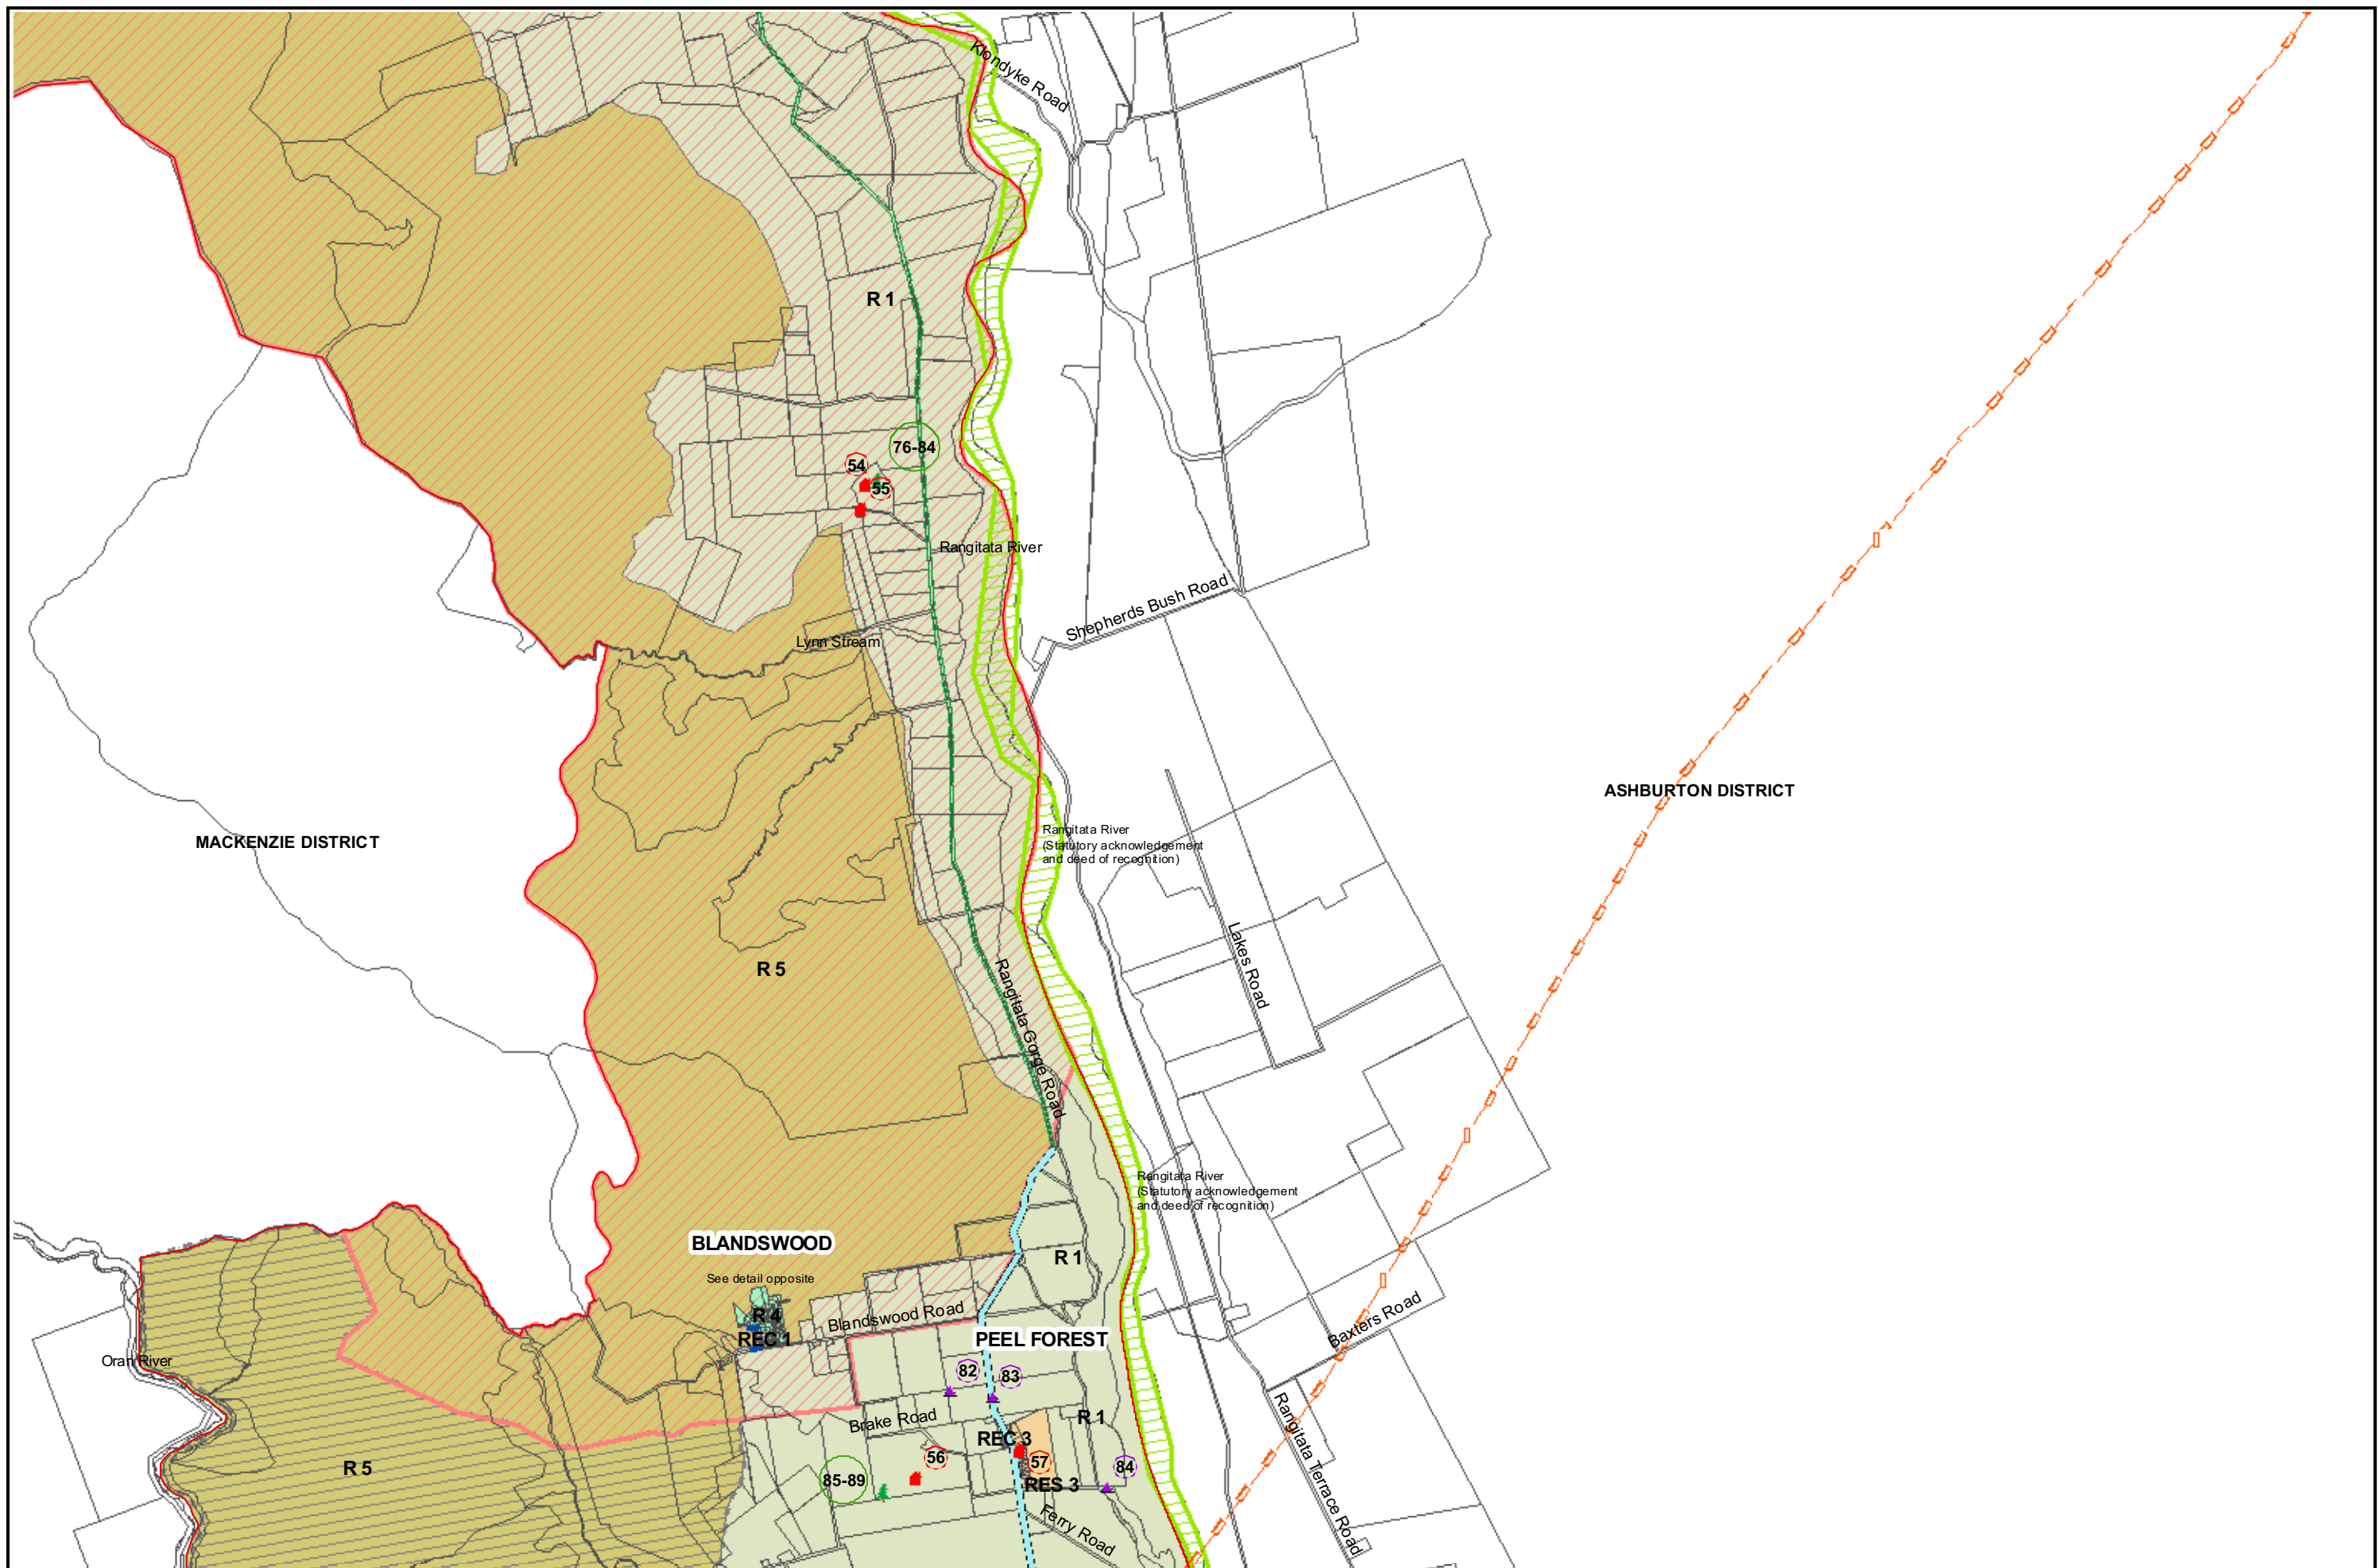 Klondyke Road
R 1
76-84
54
55
Rangitata River
Shepherds Bush Road
Lynn Stream
ASHBURTON DISTRICT
Rangitata River
(Statutory acknowledgement
and deed of recognition)
MACKENZIE DISTRICT
Lakes Road
R 5
Rangitata Gorge Road
Rangitata River
(Statutory acknowledgement
and deed of recognition)
BLANDSWOOD
R 1
See detail opposite
R 4
Blandswood Road
Baxters Road
REC 1
PEEL FOREST
Oran River
82
83
R 1
Brake Road
REC 3
Rangitata Terrace Road
56
57
84
R 5
85-89
RES 3
Ferry Road